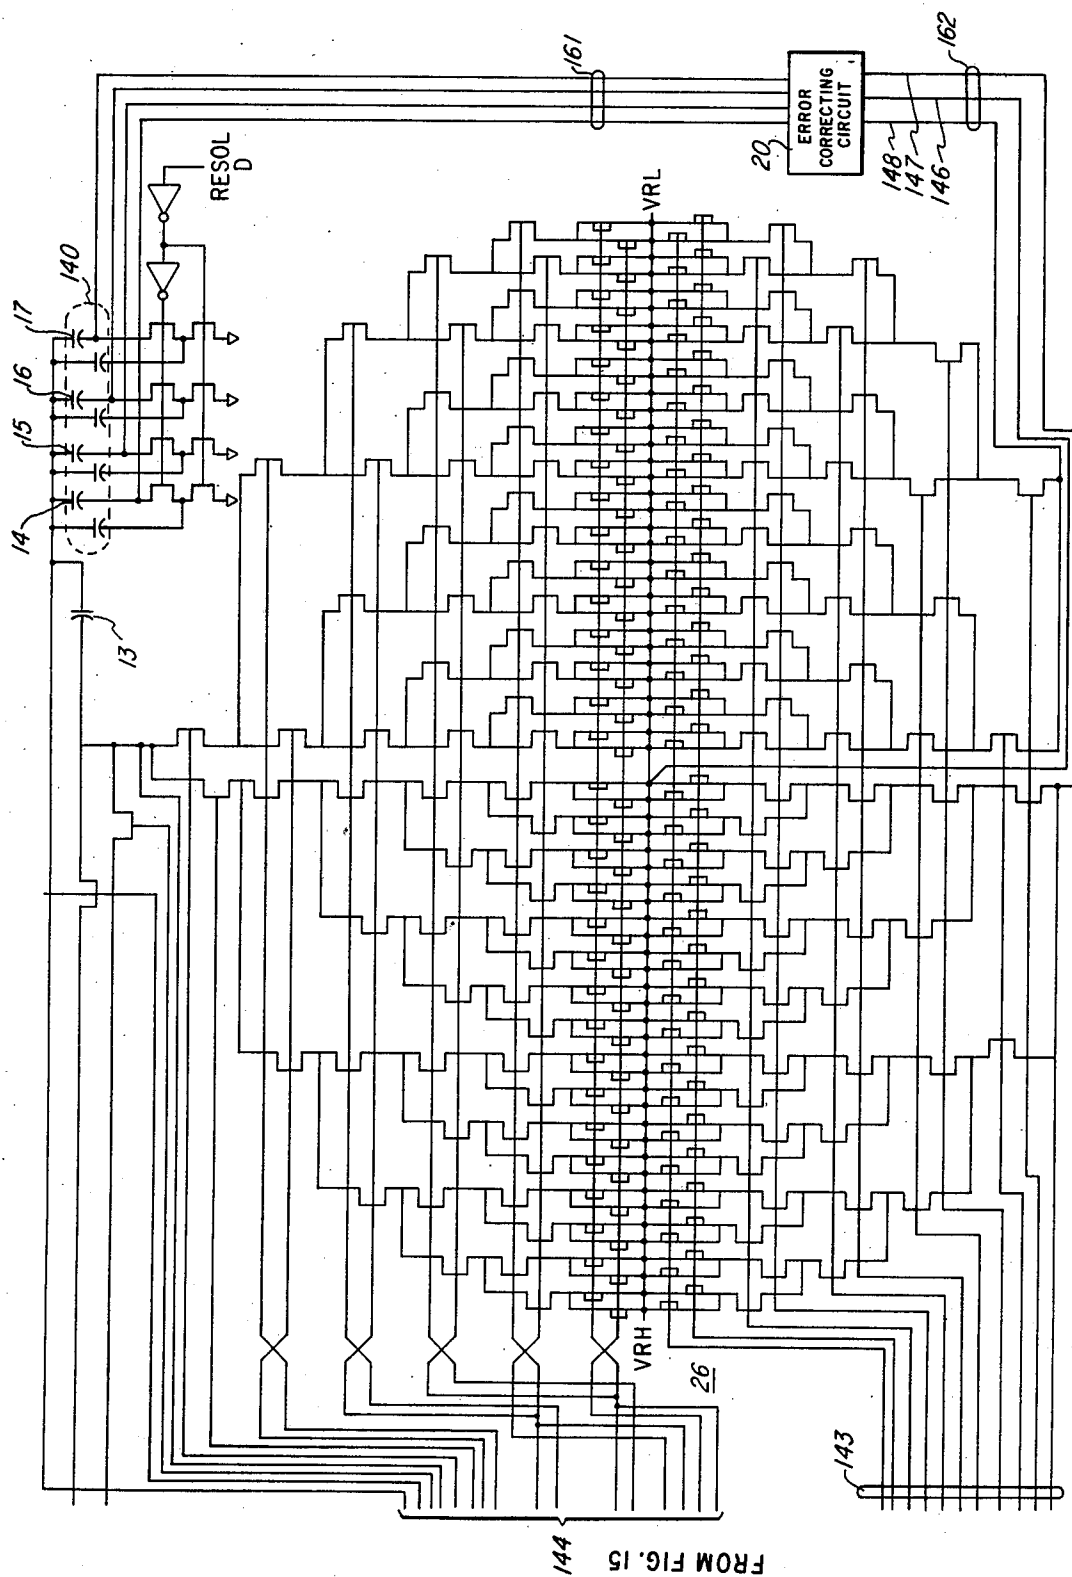 14
15
16
17
140
13
RESOL
D
161
20
ERROR
CORRECTING
CIRCUIT
148
147
146
162
VRL
VRH
26
144
143
FROM FIG. 15